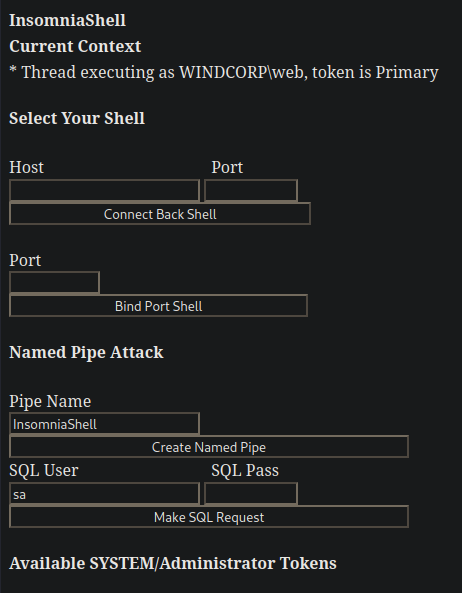 InsomniaShell
Current Context
* Thread executing as WINDCORP\web, token is Primary
Select Your Shell
Host Port
Connect Back Shell
Port
Bind Port Shell
Named Pipe Attack
Pipe Name
InsomniaShell
Create Named Pipe
SQL User SQL Pass
sa
Make SQL Request
Available SYSTEM/Administrator Tokens